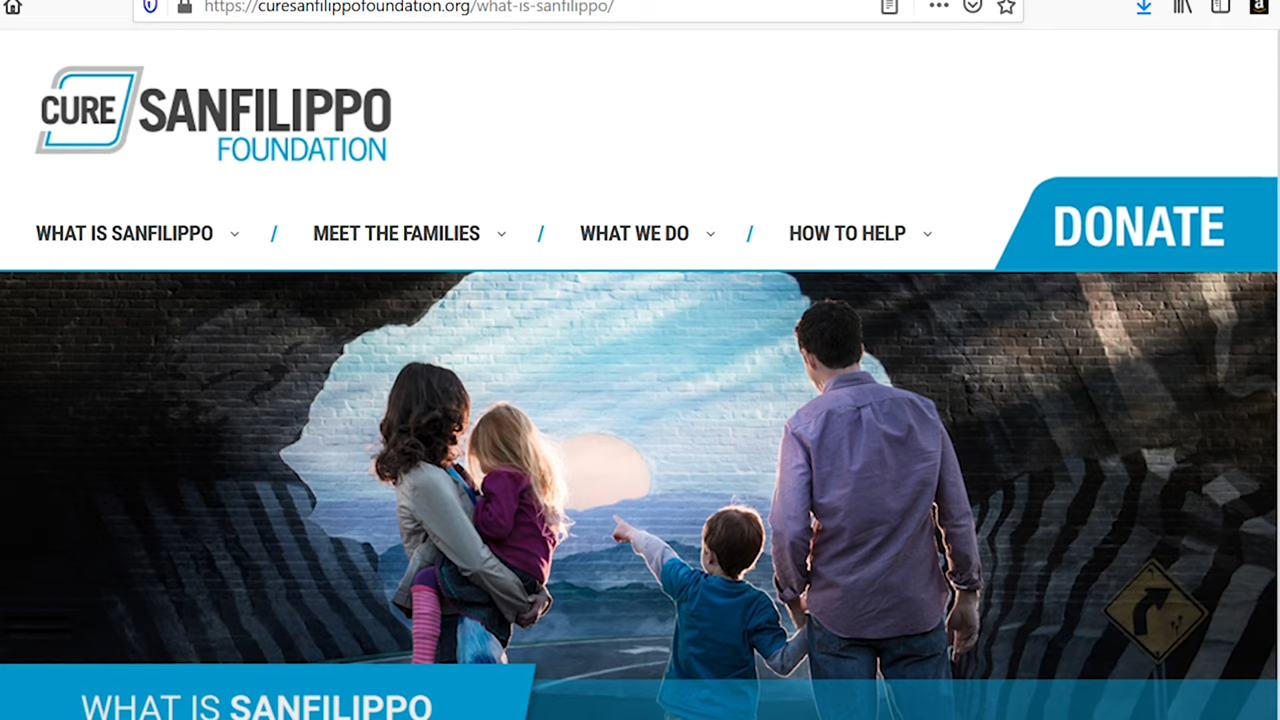 https://curesanfilippofoundation.org/what-is-sanfilippo/
CURE SANFILIPPO
FOUNDATION
WHAT IS SANFILIPPO / MEET THE FAMILIES / WHAT WE DO / HOW TO HELP
DONATE
WHAT IS SANFILIPPO